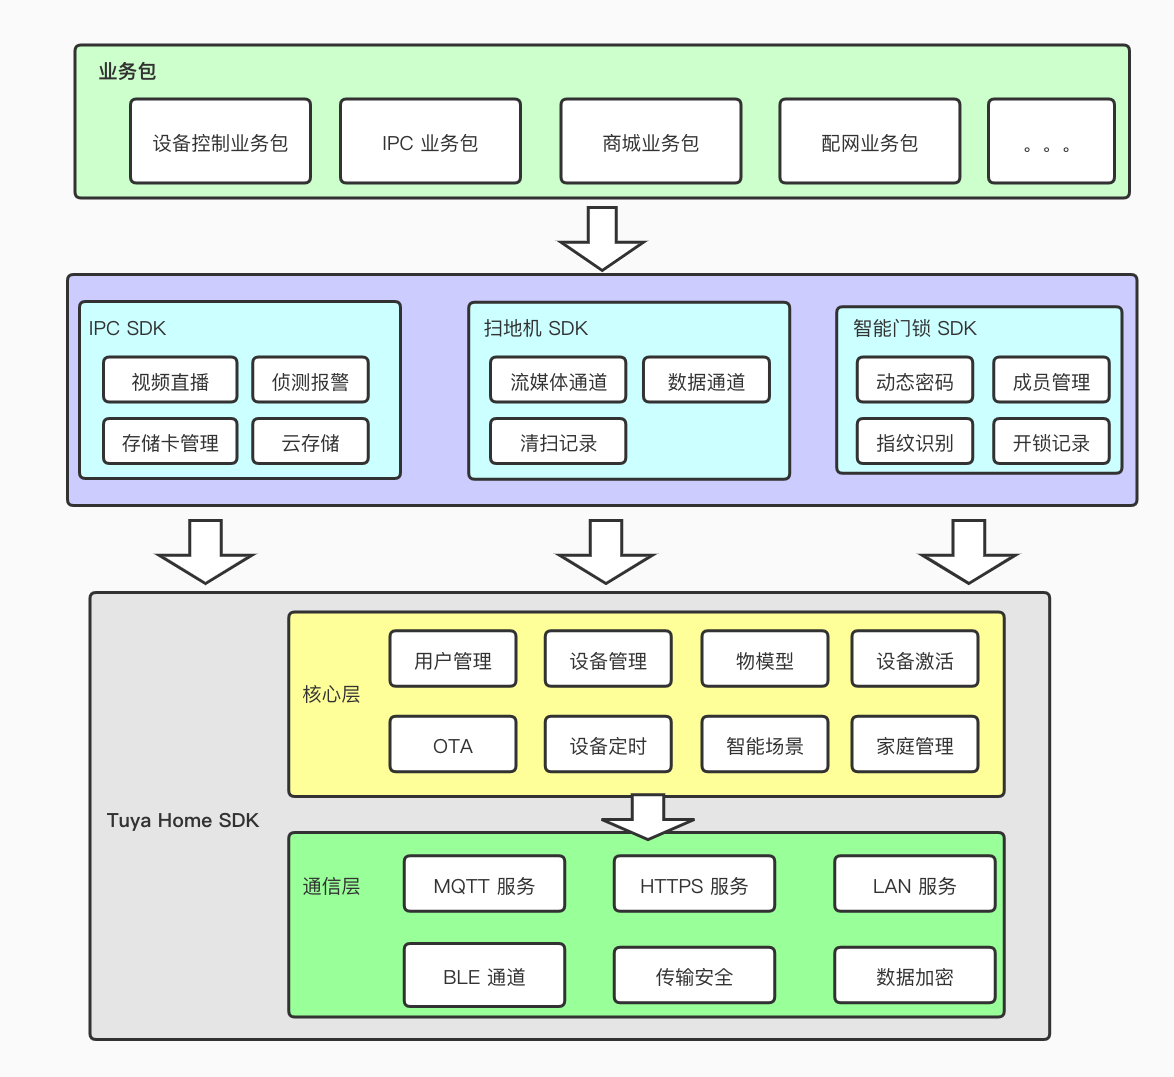 业务包
设备控制业务包
IPC 业务包
商城业务包
配网业务包
。。。
IPC SDK
视频直播
侦测报警
存储卡管理
云存储
扫地机 SDK
流媒体通道
数据通道
清扫记录
智能门锁 SDK
动态密码
成员管理
指纹识别
开锁记录
Tuya Home SDK
核心层
用户管理
设备管理
物模型
设备激活
OTA
设备定时
智能场景
家庭管理
通信层
MQTT 服务
HTTPS 服务
LAN 服务
BLE 通道
传输安全
数据加密